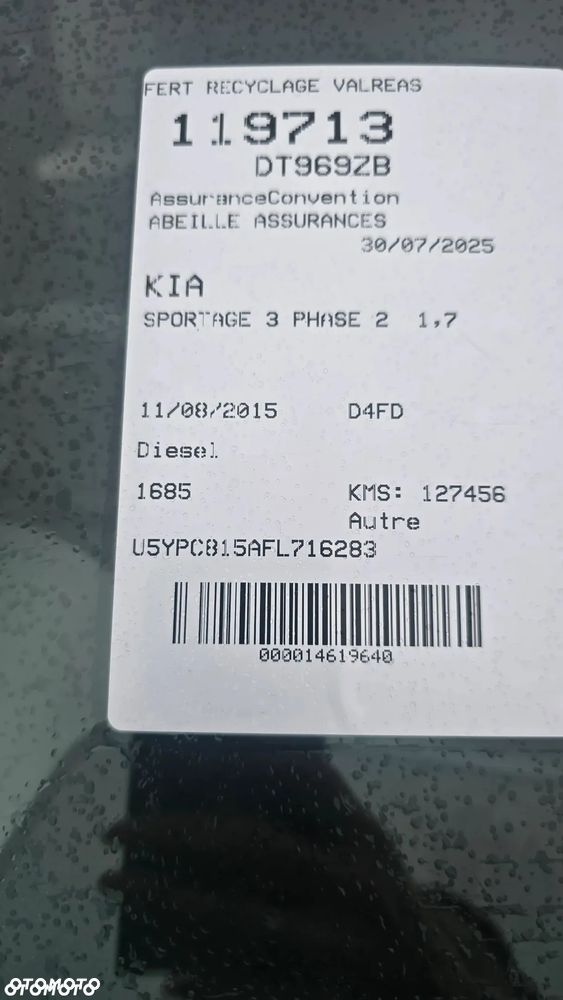 FERT RECYCLAGE VALREAS
119713
DT969ZB
AssuranceConvention
ABEILLE ASSURANCES
30/07/2025
KIA
SPORTAGE 3 PHASE 2 1,7
11/08/2015 D4FD
Diesel
1685 KMS: 127456
Autre
U5YPC815AFL716283
000014619640
OTOMOTO
OTOMOTO